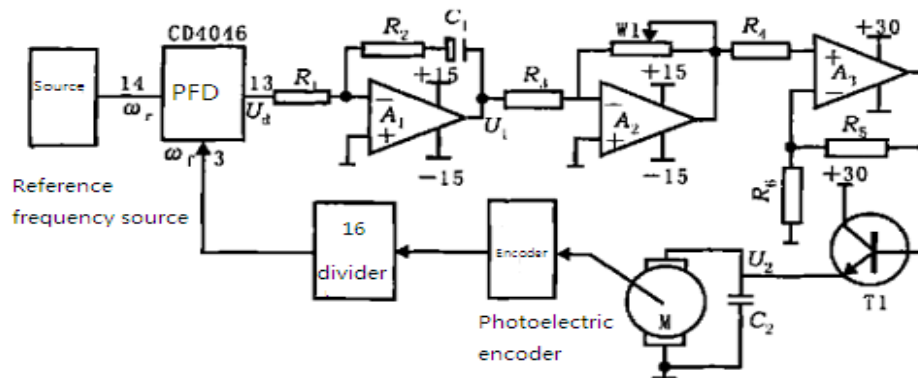 CD4046
Source
14
ω_r
PFD
13
U_d
R_1
R_2
C_1
+15
−
A_1
+
−15
U_i
R_3
W1
+15
−
A_2
+
−15
R_4
+30
+
−
A_3
R_5
R_6
+30
T1
ω_f 3
Reference
frequency source
16
divider
Encoder
Photoelectric
encoder
M
U_2
C_2